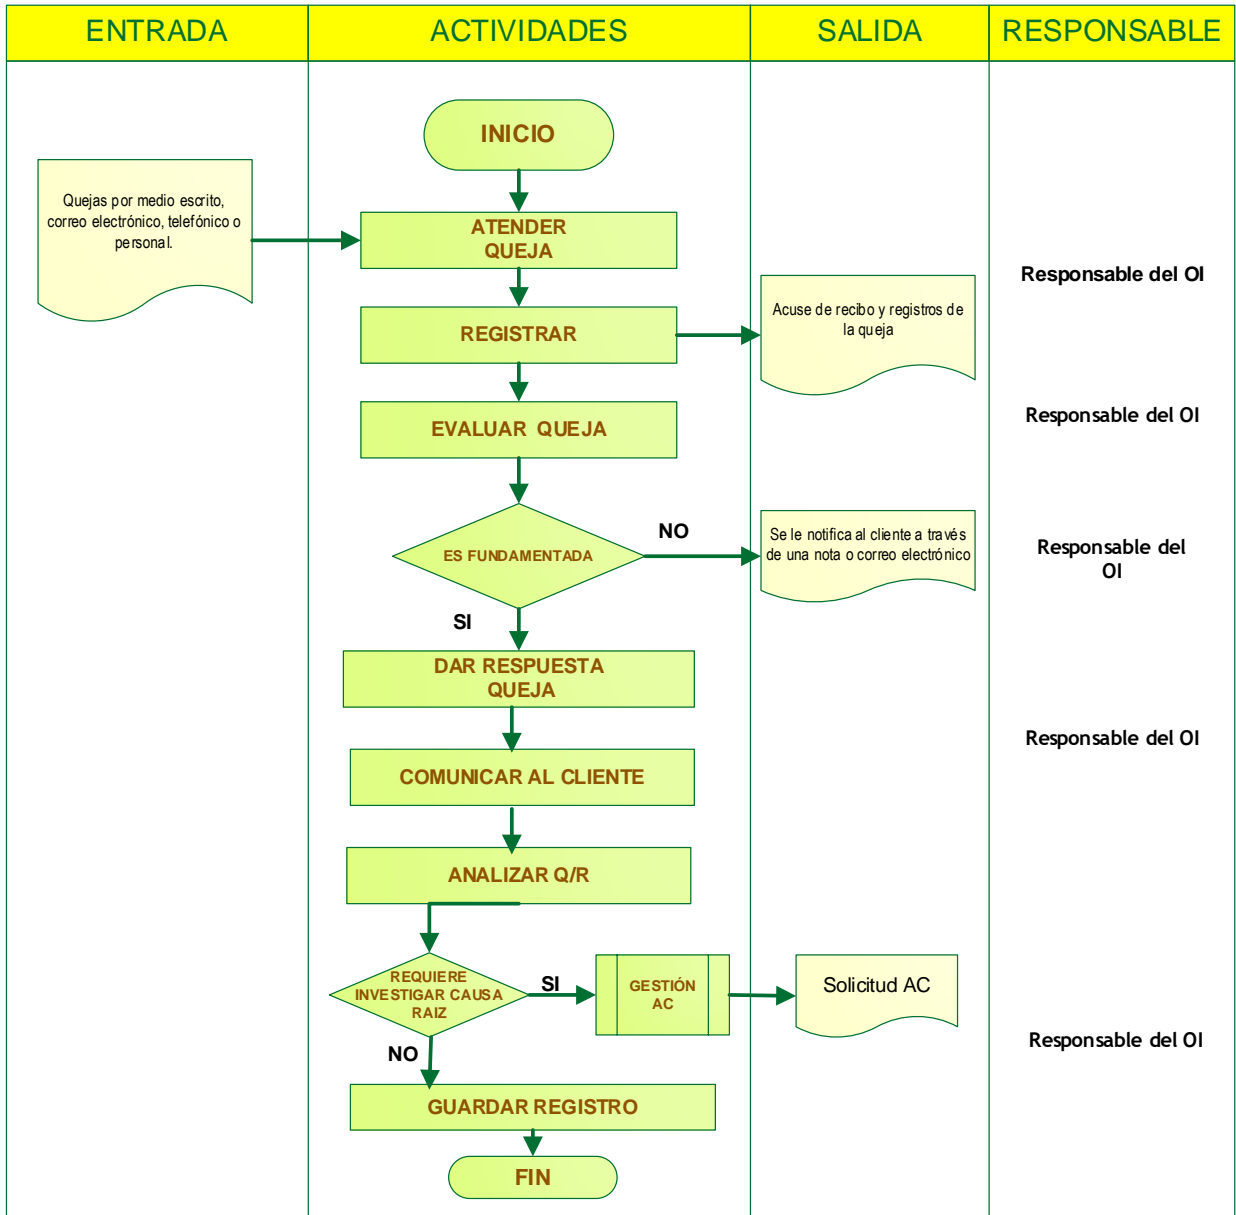 ENTRADA
ACTIVIDADES
SALIDA
RESPONSABLE
INICIO
Quejas por medio escrito,
correo electrónico, telefónico o
personal.
ATENDER
QUEJA
Responsable del OI
REGISTRAR
Acuse de recibo y registros de
la queja
EVALUAR QUEJA
Responsable del OI
ES FUNDAMENTADA
NO
Se le notifica al cliente a través
de una nota o correo electrónico
Responsable del
OI
SI
DAR RESPUESTA
QUEJA
COMUNICAR AL CLIENTE
Responsable del OI
ANALIZAR Q/R
REQUIERE
INVESTIGAR CAUSA
RAIZ
SI
GESTIÓN
AC
Solicitud AC
Responsable del OI
NO
GUARDAR REGISTRO
FIN